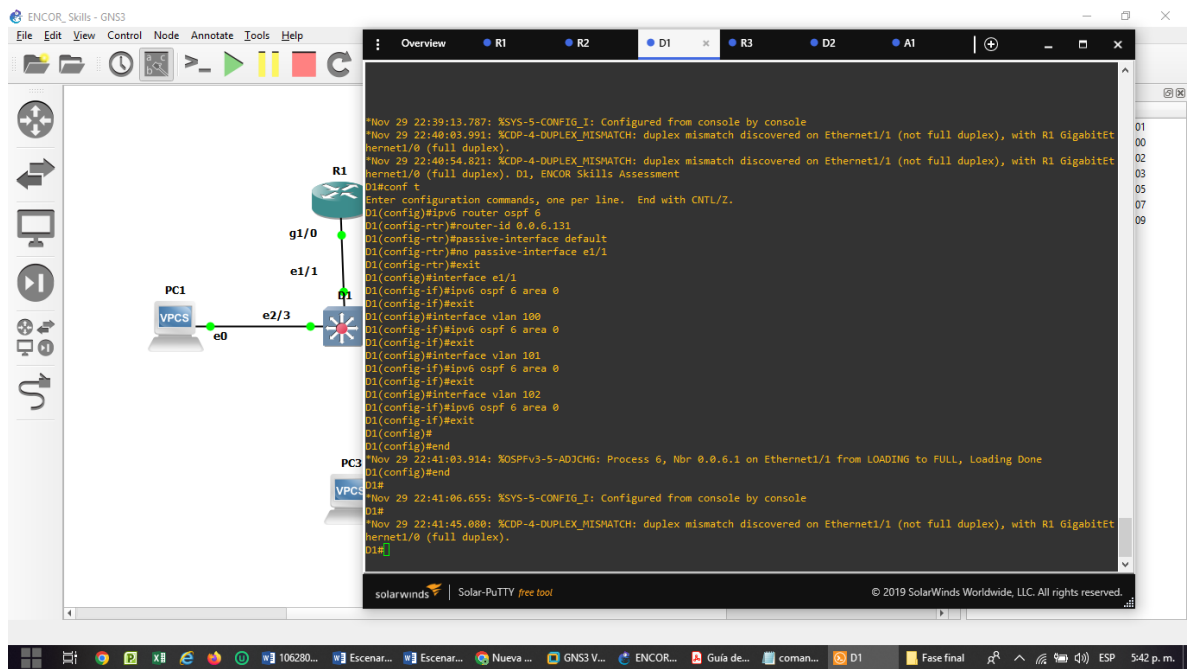 ENCOR_Skills - GNS3
File Edit View Control Node Annotate Tools Help
Overview
R1
R2
D1
R3
D2
A1
*Nov 29 22:39:13.787: %SYS-5-CONFIG_I: Configured from console by console
*Nov 29 22:40:03.991: %CDP-4-DUPLEX_MISMATCH: duplex mismatch discovered on Ethernet1/1 (not full duplex), with R1 GigabitEt
hernet1/0 (full duplex).
*Nov 29 22:40:54.821: %CDP-4-DUPLEX_MISMATCH: duplex mismatch discovered on Ethernet1/1 (not full duplex), with R1 GigabitEt
hernet1/0 (full duplex). D1, ENCOR Skills Assessment
D1#conf t
Enter configuration commands, one per line.  End with CNTL/Z.
D1(config)#ipv6 router ospf 6
D1(config-rtr)#router-id 0.0.6.131
D1(config-rtr)#passive-interface default
D1(config-rtr)#no passive-interface e1/1
D1(config-rtr)#exit
D1(config)#interface e1/1
D1(config-if)#ipv6 ospf 6 area 0
D1(config-if)#exit
D1(config)#interface vlan 100
D1(config-if)#ipv6 ospf 6 area 0
D1(config-if)#exit
D1(config)#interface vlan 101
D1(config-if)#ipv6 ospf 6 area 0
D1(config-if)#exit
D1(config)#interface vlan 102
D1(config-if)#ipv6 ospf 6 area 0
D1(config-if)#exit
D1(config)#
D1(config)#end
*Nov 29 22:41:03.914: %OSPFv3-5-ADJCHG: Process 6, Nbr 0.0.6.1 on Ethernet1/1 from LOADING to FULL, Loading Done
D1(config)#end
D1#
*Nov 29 22:41:06.655: %SYS-5-CONFIG_I: Configured from console by console
D1#
*Nov 29 22:41:45.080: %CDP-4-DUPLEX_MISMATCH: duplex mismatch discovered on Ethernet1/1 (not full duplex), with R1 GigabitEt
hernet1/0 (full duplex).
D1#
solarwinds
Solar-PuTTY free tool
© 2019 SolarWinds Worldwide, LLC. All rights reserved.
R1
g1/0
e1/1
D1
PC1
VPCS
e2/3
e0
PC3
VPCS
01
00
02
03
05
07
09
106280...
Escenar...
Escenar...
Nueva ...
GNS3 V...
ENCOR...
Guía de...
coman...
D1
Fase final
ESP
5:42 p. m.